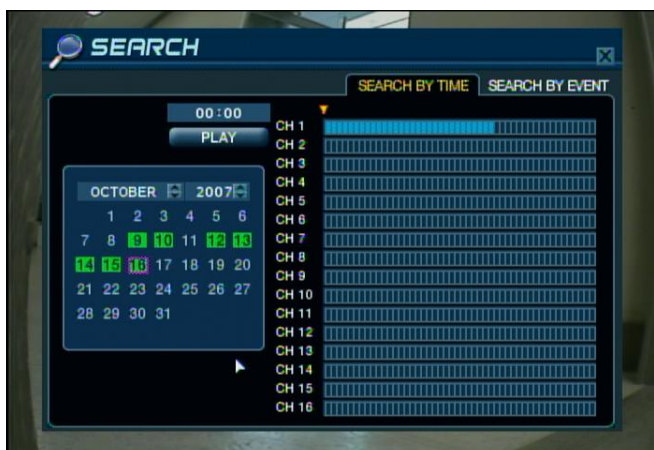 SEARCH
SEARCH BY TIME SEARCH BY EVENT
00:00
PLAY
OCTOBER 2007
1 2 3 4 5 6
7 8 9 10 11 12 13
14 15 16 17 18 19 20
21 22 23 24 25 26 27
28 29 30 31
CH 1
CH 2
CH 3
CH 4
CH 5
CH 6
CH 7
CH 8
CH 9
CH 10
CH 11
CH 12
CH 13
CH 14
CH 15
CH 16